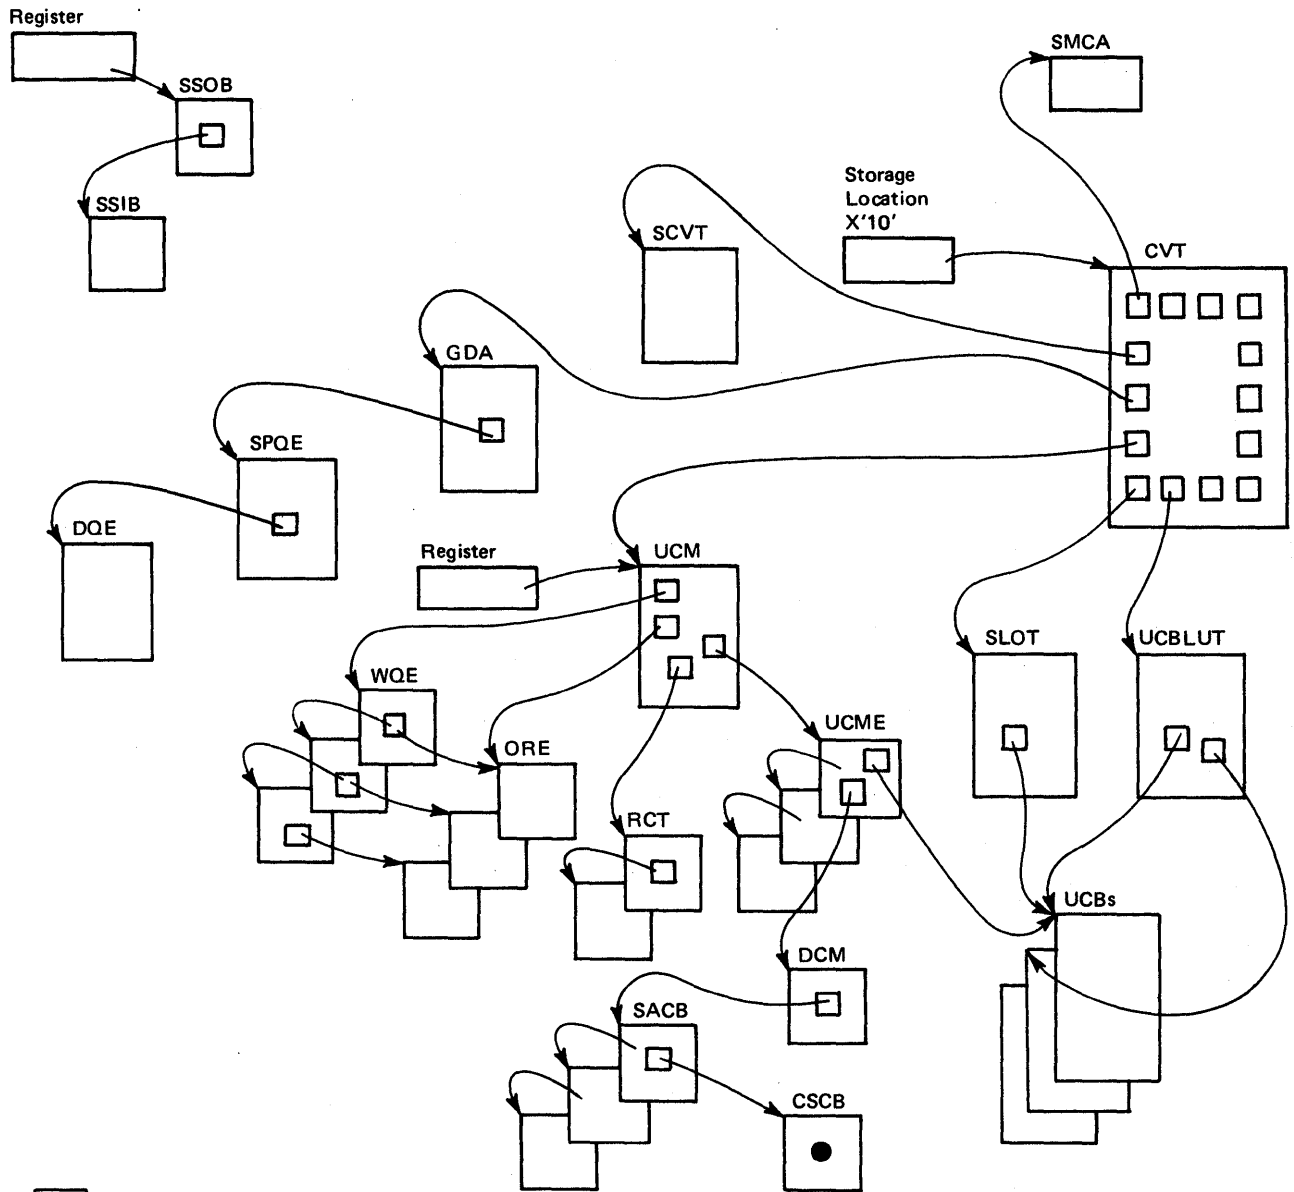 Register
SMCA
SSOB
Storage
Location
X'10'
SSIB
SCVT
CVT
GDA
SPQE
DQE
Register
UCM
SLOT
UCBLUT
WQE
UCME
ORE
RCT
UCBs
DCM
SACB
CSCB